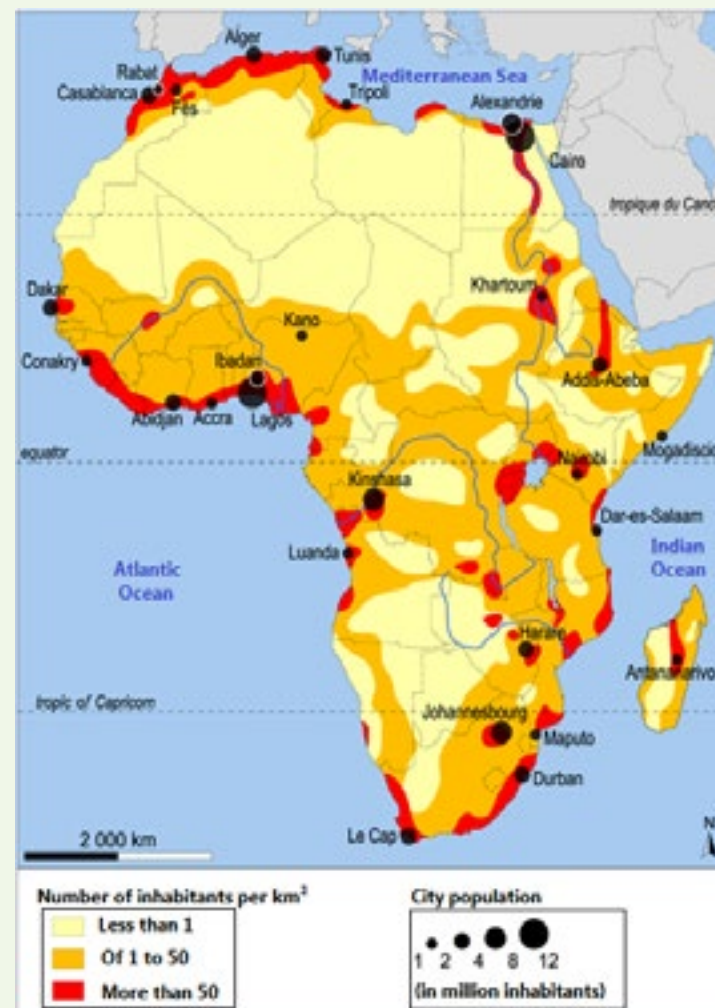 Alger
Tunis
Rabat
Mediterranean Sea
Casablanca
Fès
Tripoli
Alexandrie
Cairo
tropique du Canc
Dakar
Khartoum
Kano
Conakry
Ibadan
Addis-Abeba
Abidjan
Accra
Lagos
Mogadiscio
equator
Nairobi
Kinshasa
Dar-es-Salaam
Luanda
Atlantic
Ocean
Indian
Ocean
Harare
Antananarivo
tropic of Capricorn
Johannesbourg
Maputo
Durban
2 000 km
Le Cap
N
Number of inhabitants per km²
Less than 1
Of 1 to 50
More than 50
City population
1 2 4 8 12
(in million inhabitants)